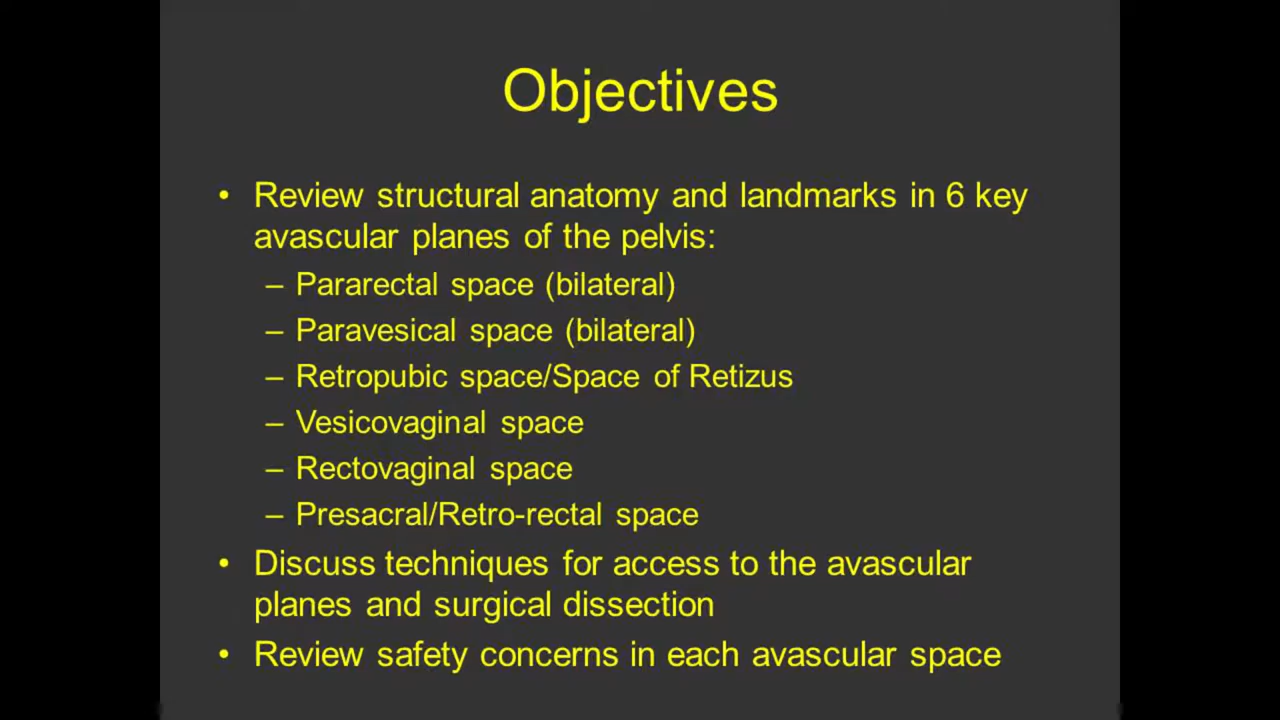 Objectives
• Review structural anatomy and landmarks in 6 key
avascular planes of the pelvis:
– Pararectal space (bilateral)
– Paravesical space (bilateral)
– Retropubic space/Space of Retizus
– Vesicovaginal space
– Rectovaginal space
– Presacral/Retro-rectal space
• Discuss techniques for access to the avascular
planes and surgical dissection
• Review safety concerns in each avascular space